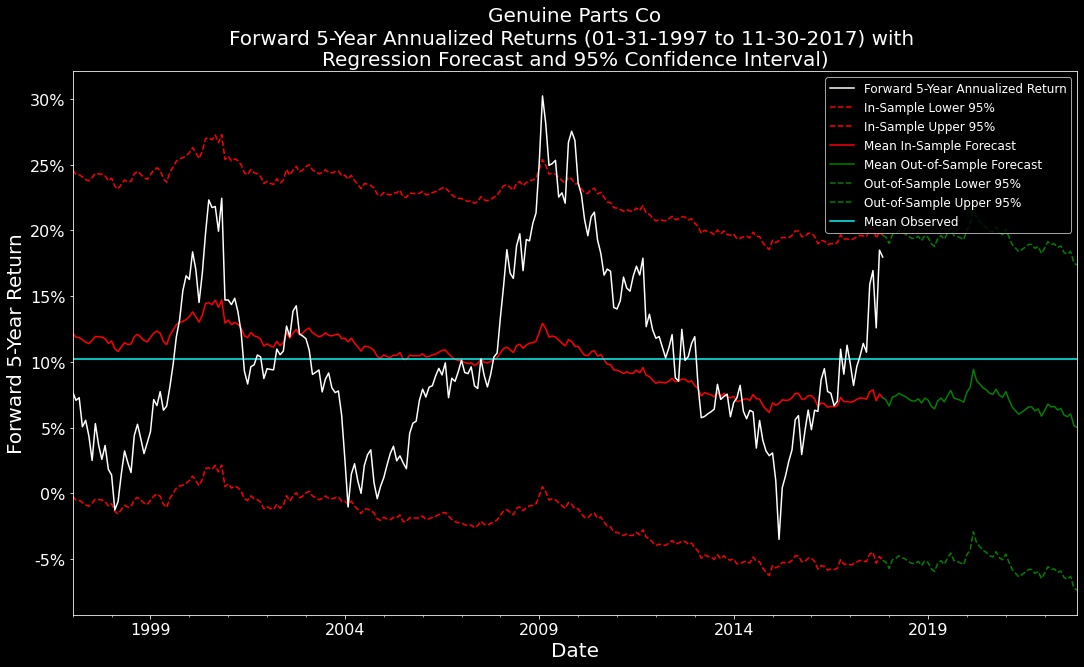 Genuine Parts Co
Forward 5-Year Annualized Returns (01-31-1997 to 11-30-2017) with
Regression Forecast and 95% Confidence Interval)
Forward 5-Year Annualized Return
In-Sample Lower 95%
In-Sample Upper 95%
Mean In-Sample Forecast
Mean Out-of-Sample Forecast
Out-of-Sample Lower 95%
Out-of-Sample Upper 95%
Mean Observed
Forward 5-Year Return
30%
25%
20%
15%
10%
5%
0%
-5%
1999
2004
2009
2014
2019
Date